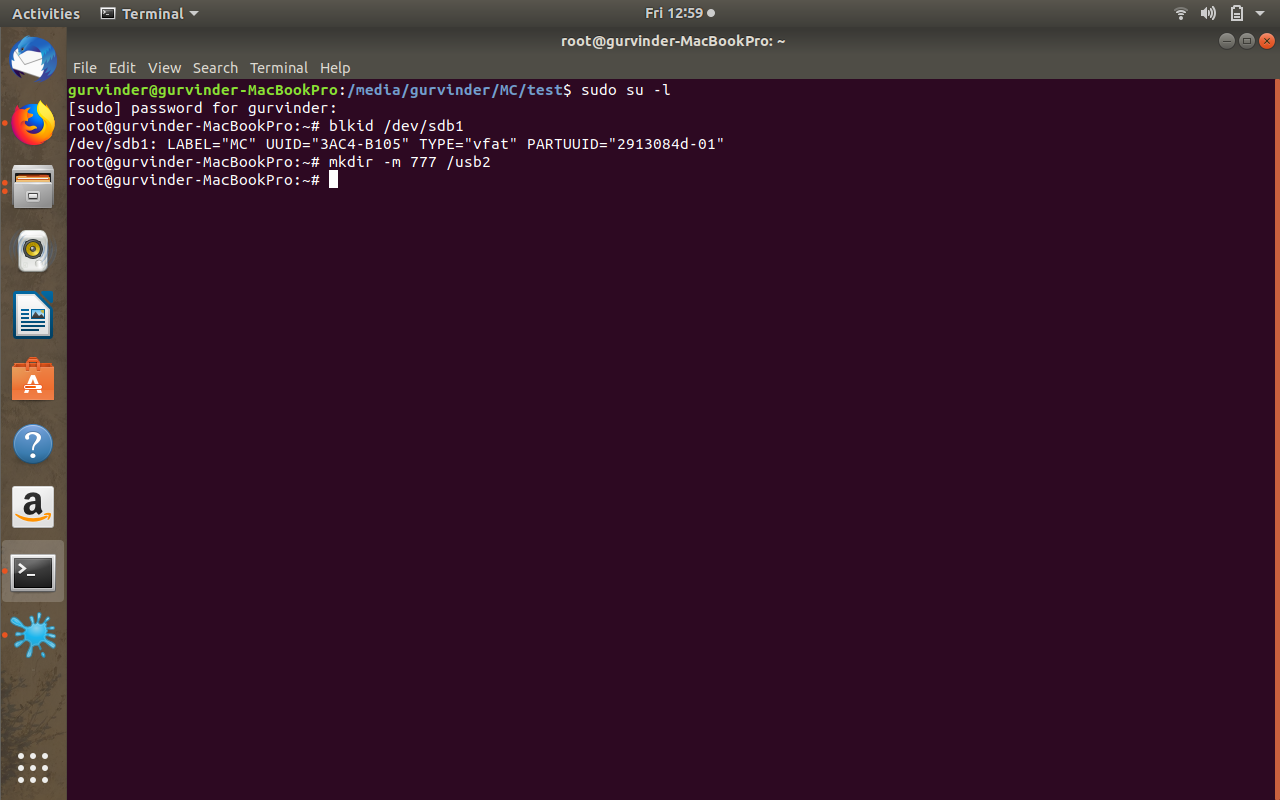 Activities Terminal Fri 12:59
root@gurvinder-MacBookPro: ~
File Edit View Search Terminal Help
gurvinder@gurvinder-MacBookPro:/media/gurvinder/MC/test$ sudo su -l
[sudo] password for gurvinder:
root@gurvinder-MacBookPro:~# blkid /dev/sdb1
/dev/sdb1: LABEL="MC" UUID="3AC4-B105" TYPE="vfat" PARTUUID="2913084d-01"
root@gurvinder-MacBookPro:~# mkdir -m 777 /usb2
root@gurvinder-MacBookPro:~#